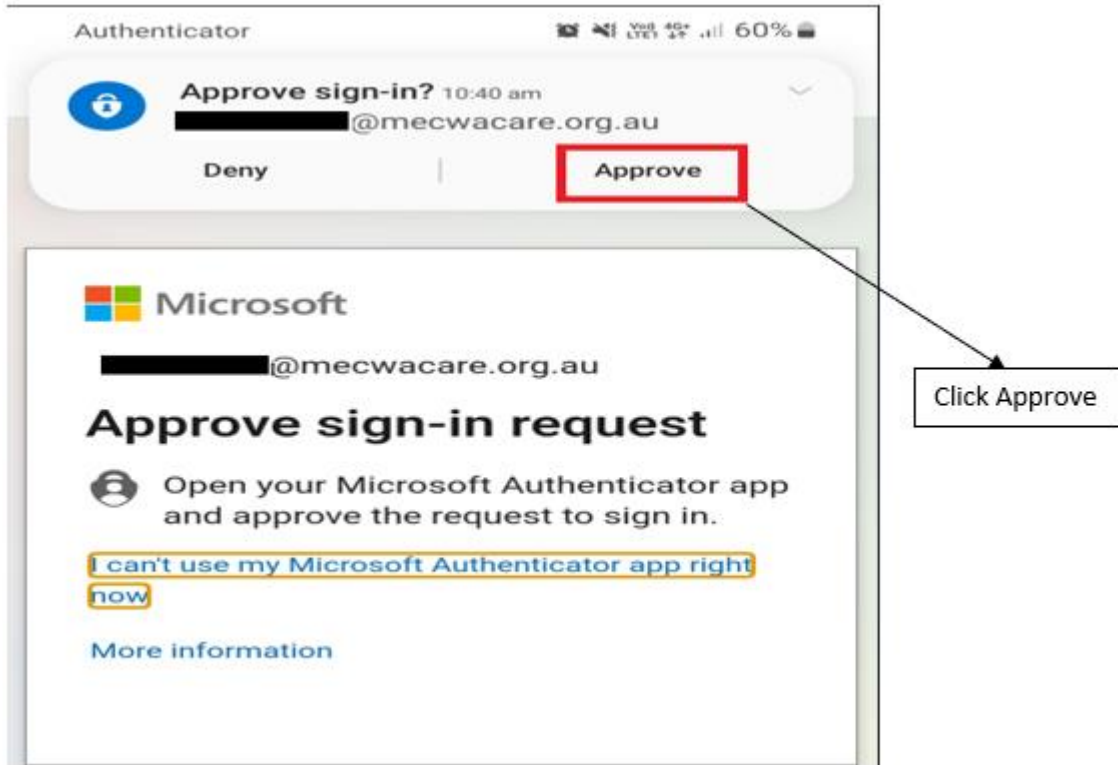 Authenticator
60%
Approve sign-in? 10:40 am
@mecwacare.org.au
Deny
Approve
Microsoft
@mecwacare.org.au
Approve sign-in request
Click Approve
Open your Microsoft Authenticator app
and approve the request to sign in.
I can't use my Microsoft Authenticator app right
now
More information